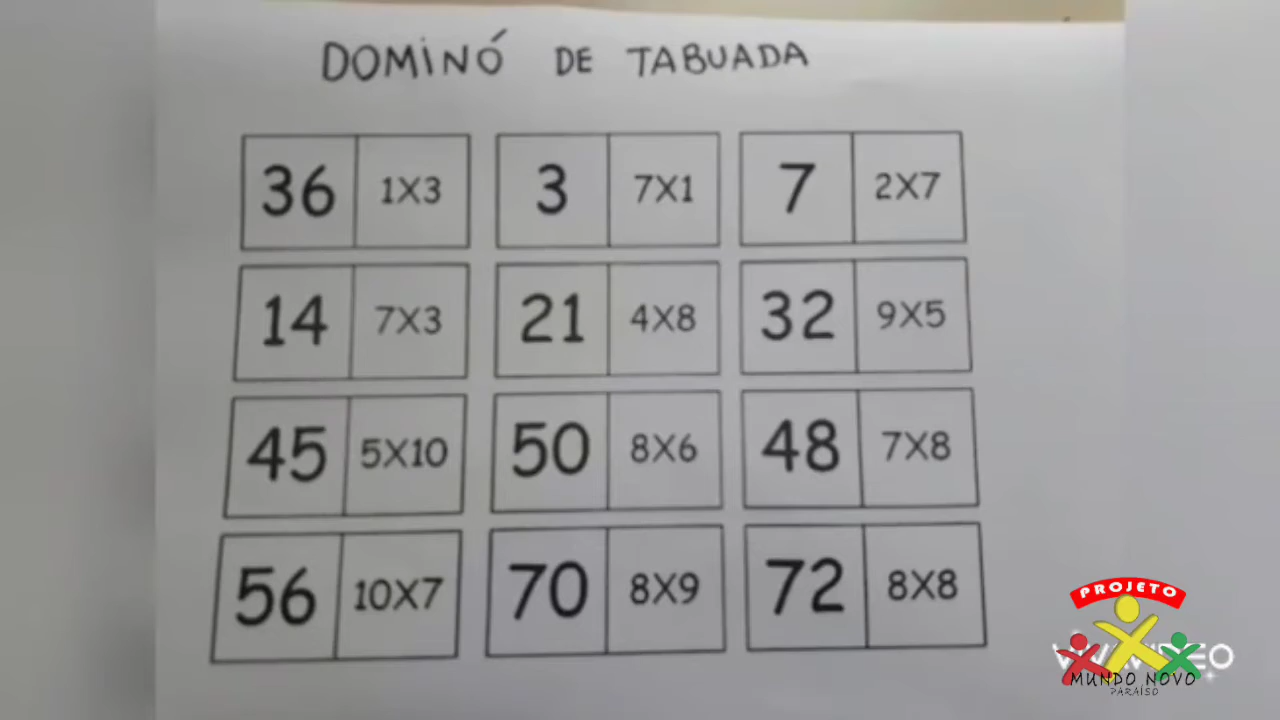 DOMINÓ DE TABUADA
36 1X3 3 7X1 7 2X7
14 7X3 21 4X8 32 9X5
45 5X10 50 8X6 48 7X8
56 10X7 70 8X9 72 8X8
PROJETO
MUNDO NOVO
PARAÍSO